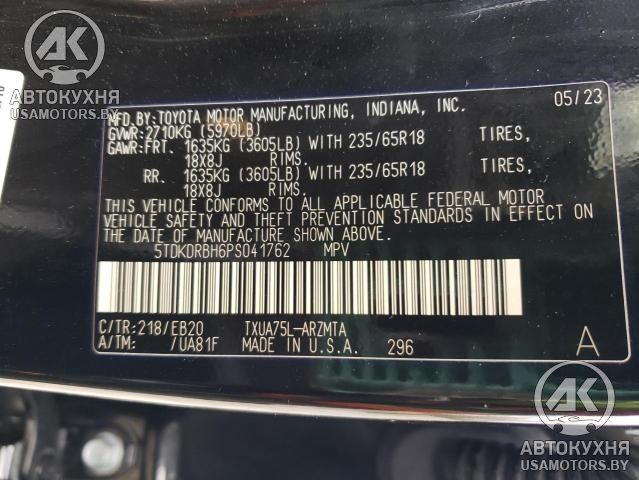 АК
АВТОКУХНЯ
USAMOTORS.BY
MFD.BY:TOYOTA MOTOR MANUFACTURING, INDIANA, INC. 05/23
GVWR:2710KG (5970LB)
GAWR:FRT. 1635KG (3605LB) WITH 235/65R18 TIRES,
18X8J RIMS.
RR. 1635KG (3605LB) WITH 235/65R18 TIRES,
18X8J RIMS.
THIS VEHICLE CONFORMS TO ALL APPLICABLE FEDERAL MOTOR
VEHICLE SAFETY AND THEFT PREVENTION STANDARDS IN EFFECT ON
THE DATE OF MANUFACTURE SHOWN ABOVE.
5TDKDRBH6PS041762 MPV
C/TR:218/EB20 TXUA75L-ARZMTA
A/TM: /UA81F MADE IN U.S.A. 296 A
АК
АВТОКУХНЯ
USAMOTORS.BY